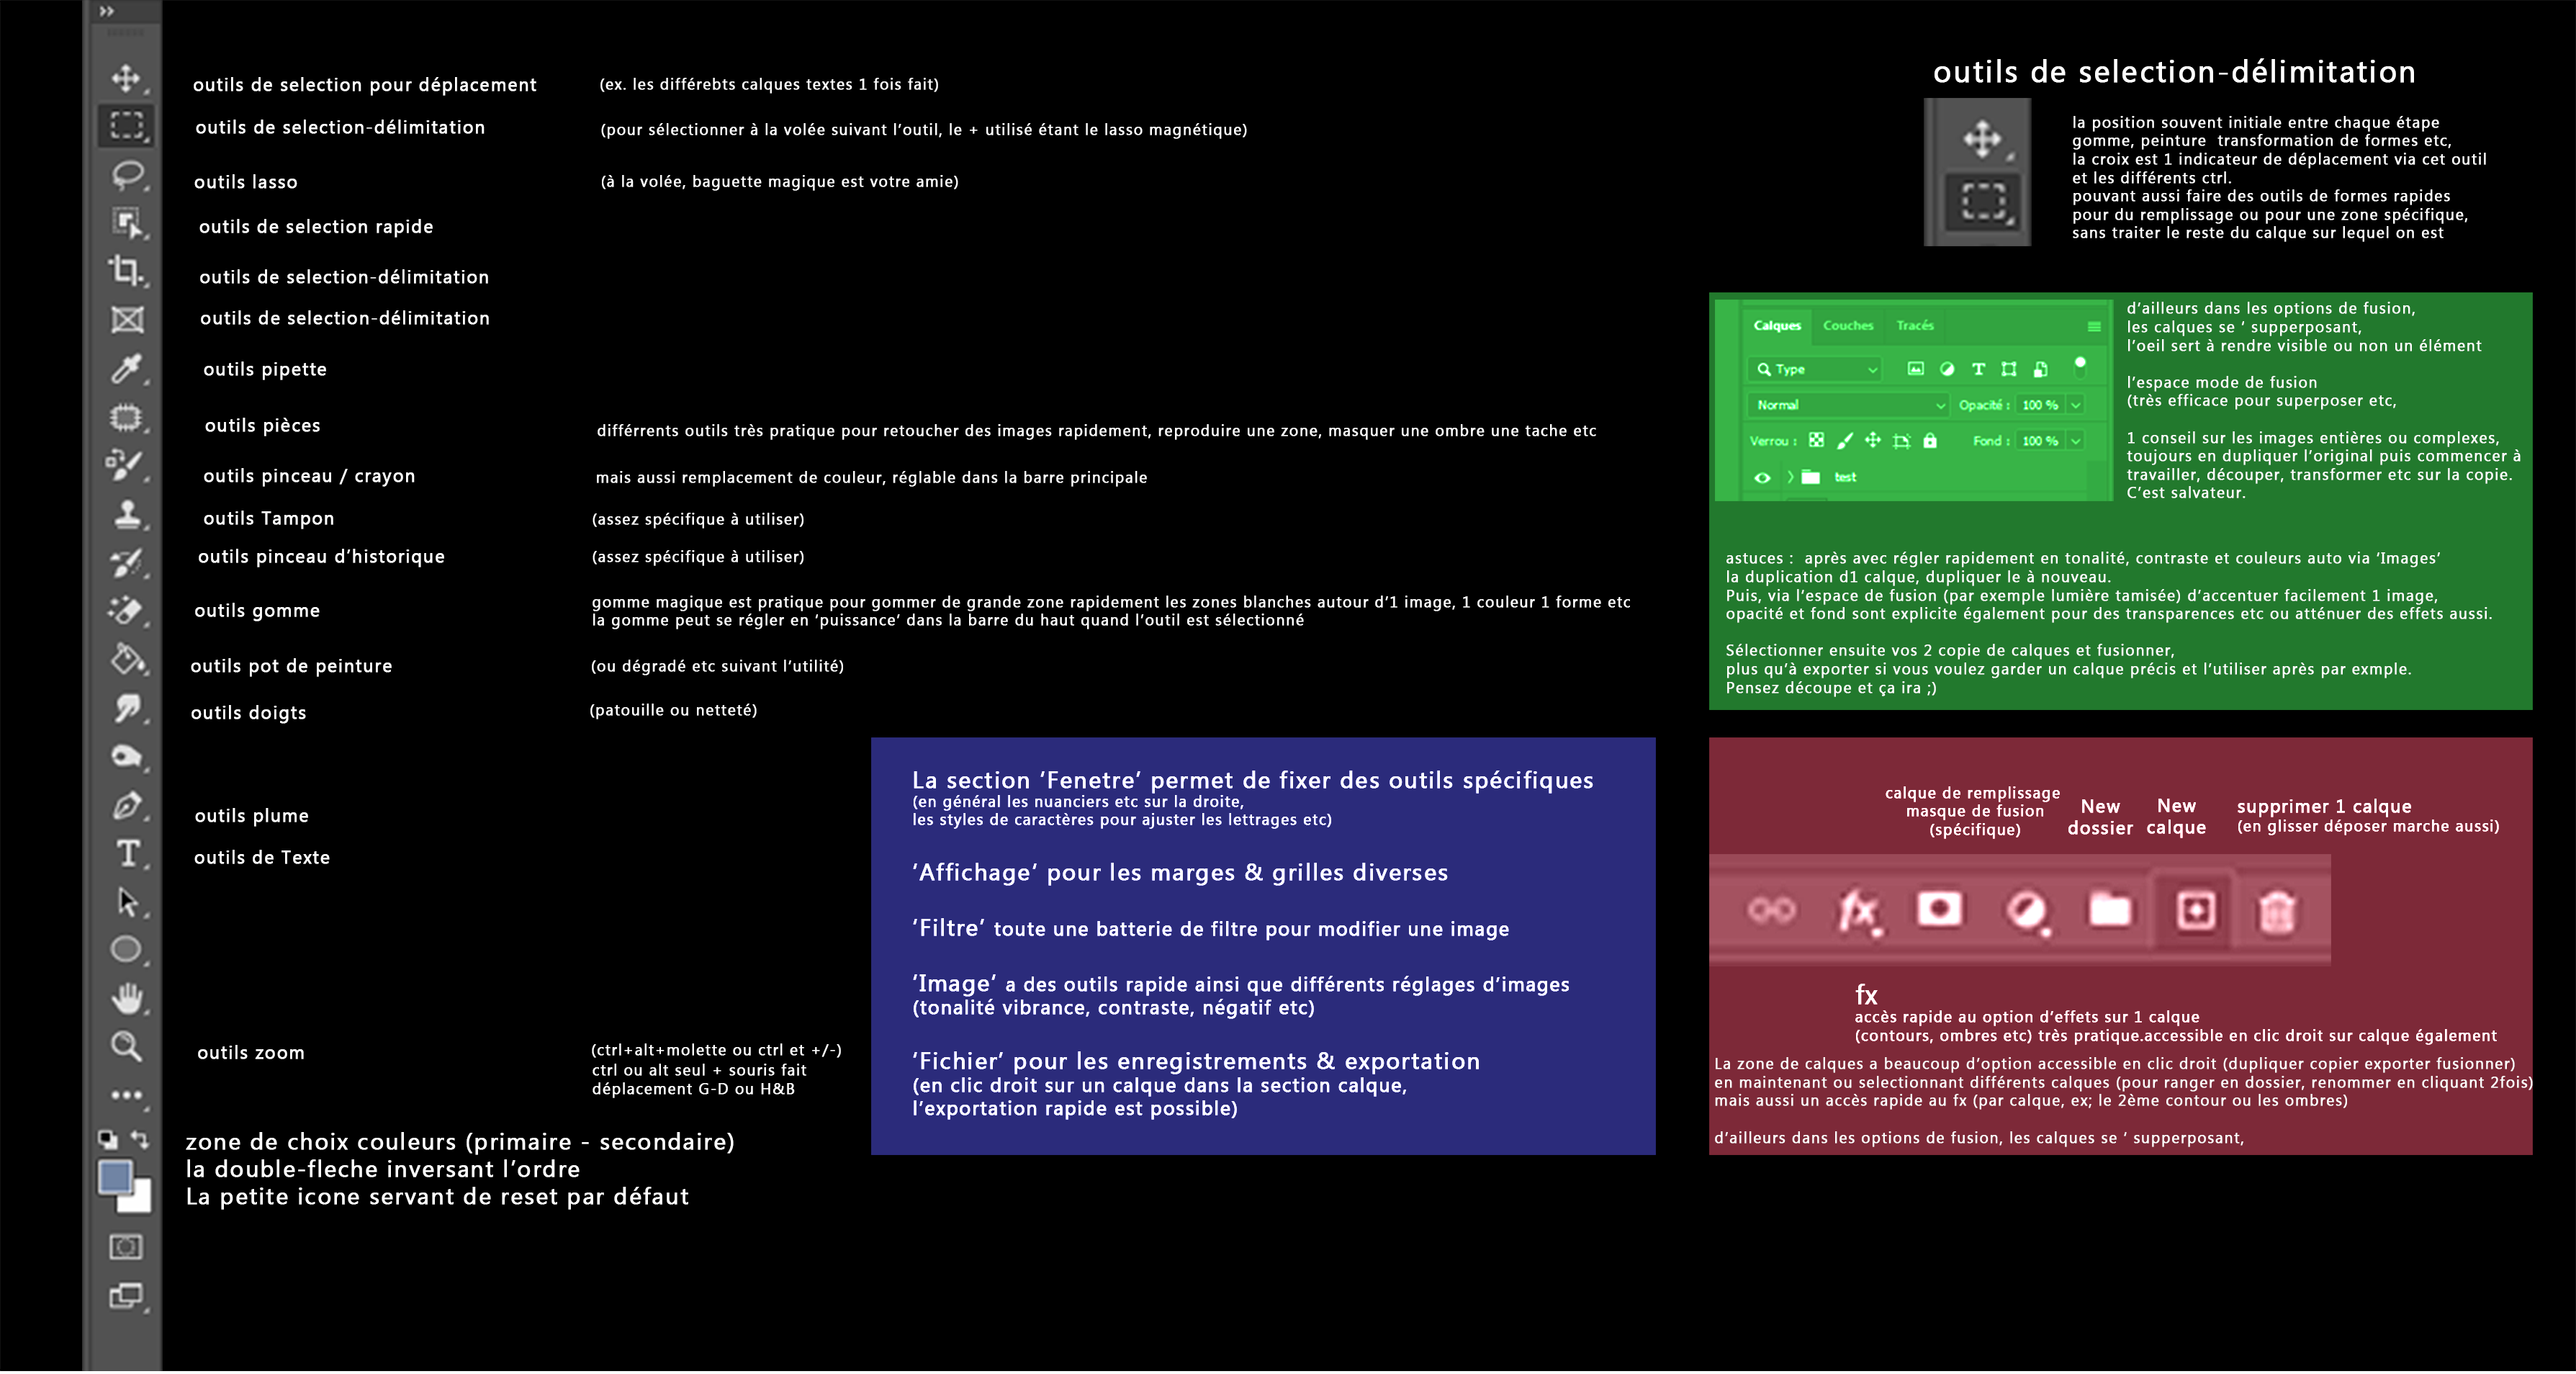 outils de selection pour déplacement (ex. les différebts calques textes 1 fois fait)
outils de selection-délimitation (pour sélectionner à la volée suivant l'outil, le + utilisé étant le lasso magnétique)
outils lasso (à la volée, baguette magique est votre amie)
outils de selection rapide
outils de selection-délimitation
outils de selection-délimitation
outils pipette
outils pièces différrents outils très pratique pour retoucher des images rapidement, reproduire une zone, masquer une ombre une tache etc
outils pinceau / crayon mais aussi remplacement de couleur, réglable dans la barre principale
outils Tampon (assez spécifique à utiliser)
outils pinceau d'historique (assez spécifique à utiliser)
outils gomme
gomme magique est pratique pour gommer de grande zone rapidement les zones blanches autour d'1 image, 1 couleur 1 forme etc
la gomme peut se régler en 'puissance' dans la barre du haut quand l'outil est sélectionné
outils pot de peinture (ou dégradé etc suivant l'utilité)
outils doigts (patouille ou netteté)
outils plume
outils de Texte
outils zoom
(ctrl+alt+molette ou ctrl et +/-)
ctrl ou alt seul + souris fait
déplacement G-D ou H&B
zone de choix couleurs (primaire - secondaire)
la double-fleche inversant l'ordre
La petite icone servant de reset par défaut
La section 'Fenetre' permet de fixer des outils spécifiques
(en général les nuanciers etc sur la droite,
les styles de caractères pour ajuster les lettrages etc)
'Affichage' pour les marges & grilles diverses
'Filtre' toute une batterie de filtre pour modifier une image
'Image' a des outils rapide ainsi que différents réglages d'images
(tonalité vibrance, contraste, négatif etc)
'Fichier' pour les enregistrements & exportation
(en clic droit sur un calque dans la section calque,
l'exportation rapide est possible)
outils de selection-délimitation
la position souvent initiale entre chaque étape
gomme, peinture transformation de formes etc,
la croix est 1 indicateur de déplacement via cet outil
et les différents ctrl.
pouvant aussi faire des outils de formes rapides
pour du remplissage ou pour une zone spécifique,
sans traiter le reste du calque sur lequel on est
Calques Couches Tracés
Type
Normal Opacité : 100 %
Verrou : Fond : 100 %
test
d'ailleurs dans les options de fusion,
les calques se ' supperposant,
l'oeil sert à rendre visible ou non un élément
l'espace mode de fusion
(très efficace pour superposer etc,
1 conseil sur les images entières ou complexes,
toujours en dupliquer l'original puis commencer à
travailler, découper, transformer etc sur la copie.
C'est salvateur.
astuces : après avec régler rapidement en tonalité, contraste et couleurs auto via 'Images'
la duplication d1 calque, dupliquer le à nouveau.
Puis, via l'espace de fusion (par exemple lumière tamisée) d'accentuer facilement 1 image,
opacité et fond sont explicite également pour des transparences etc ou atténuer des effets aussi.
Sélectionner ensuite vos 2 copie de calques et fusionner,
plus qu'à exporter si vous voulez garder un calque précis et l'utiliser après par exmple.
Pensez découpe et ça ira ;)
calque de remplissage
masque de fusion
(spécifique)
New
dossier
New
calque
supprimer 1 calque
(en glisser déposer marche aussi)
fx
fx
accès rapide au option d'effets sur 1 calque
(contours, ombres etc) très pratique.accessible en clic droit sur calque également
La zone de calques a beaucoup d'option accessible en clic droit (dupliquer copier exporter fusionner)
en maintenant ou selectionnant différents calques (pour ranger en dossier, renommer en cliquant 2fois)
mais aussi un accès rapide au fx (par calque, ex; le 2ème contour ou les ombres)
d'ailleurs dans les options de fusion, les calques se ' supperposant,